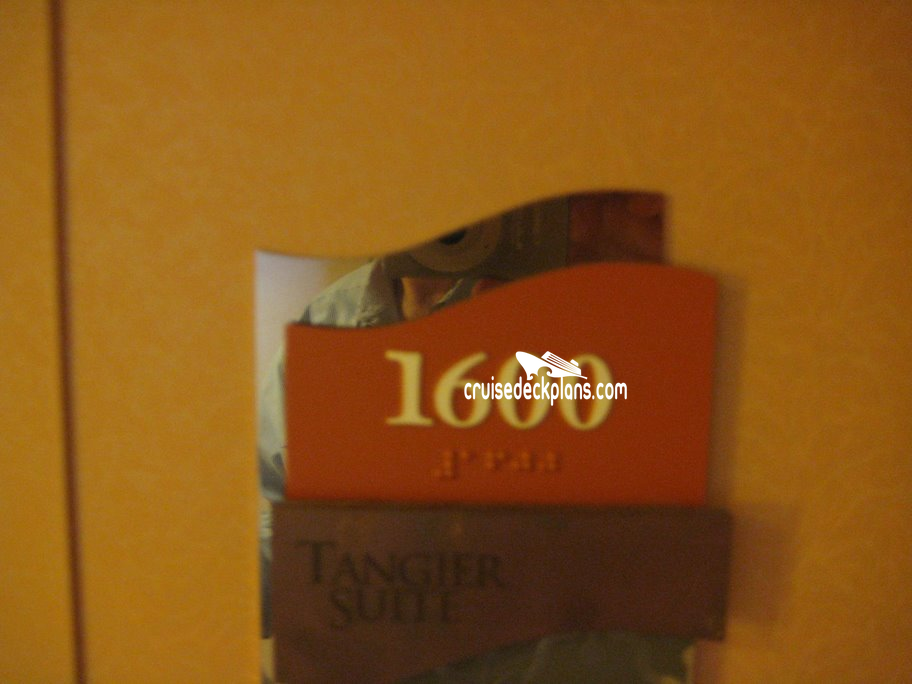 1600
cruisedeckplans.com
TANGIER
SUITE